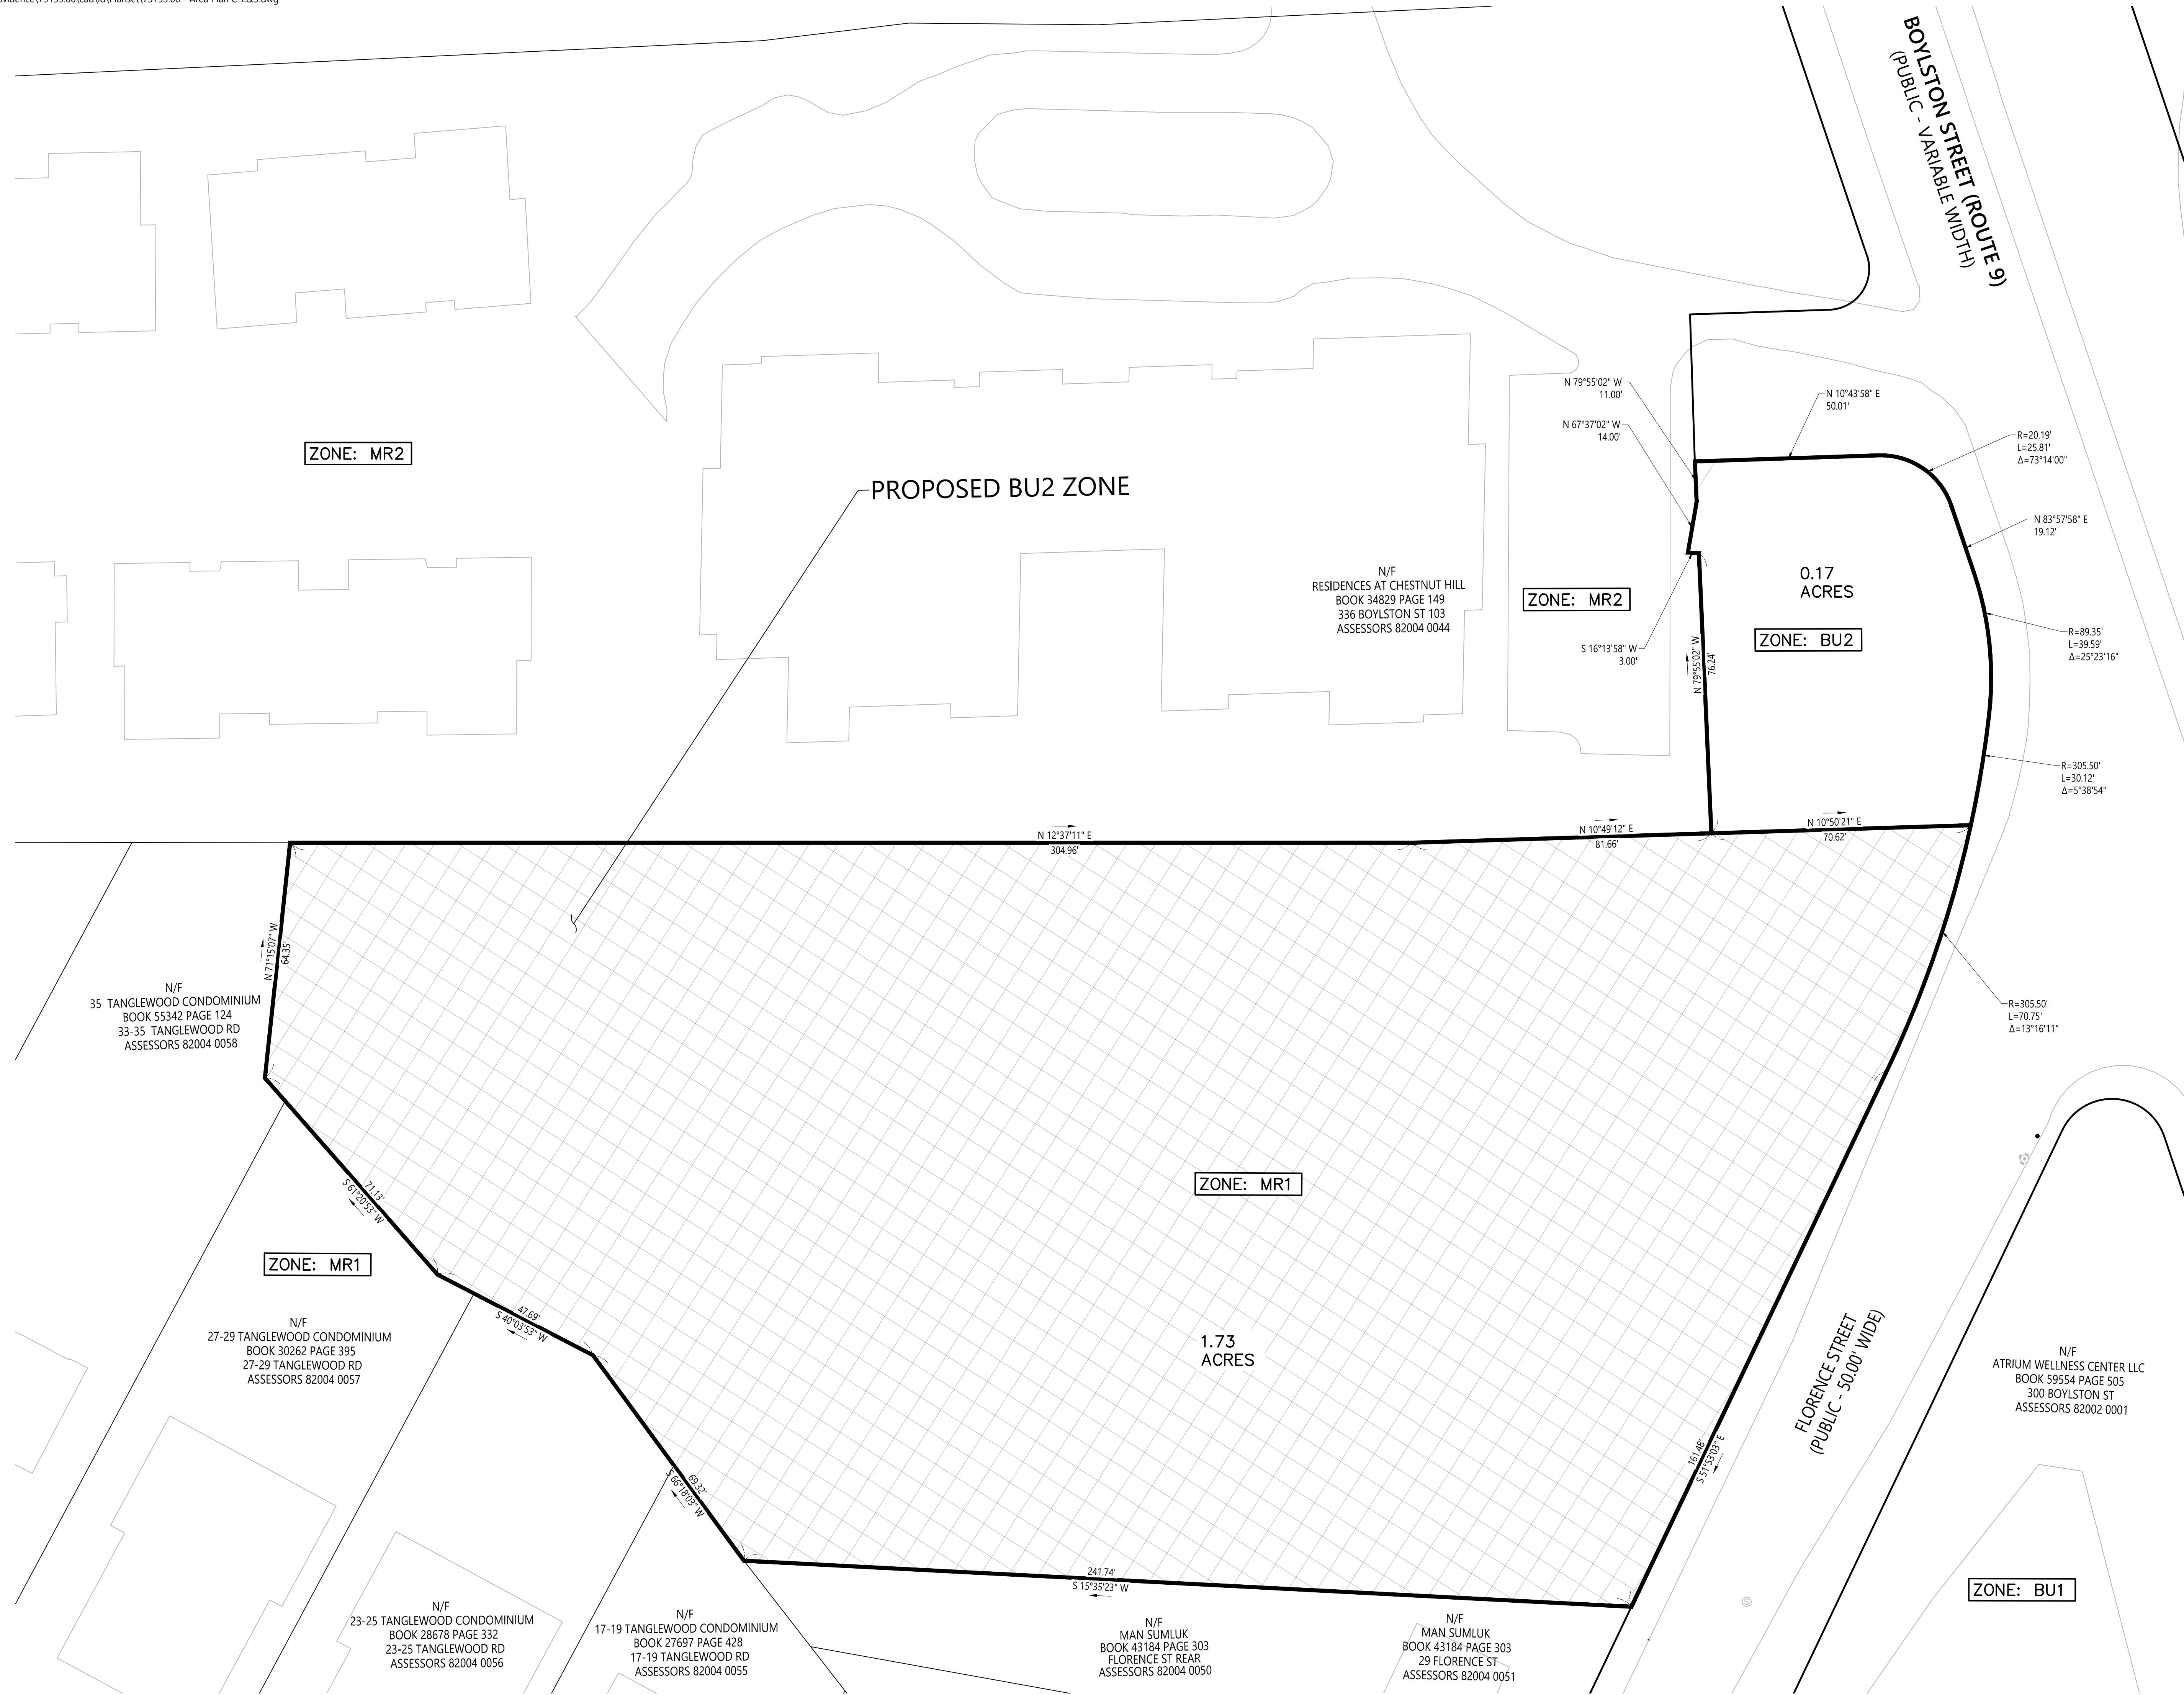 BOYLSTON STREET (ROUTE 9)
(PUBLIC - VARIABLE WIDTH)
N 79°55'02" W
11.00'
N 10°43'58" E
50.01'
N 67°37'02" W
14.00'
R=20.19'
L=25.81'
Δ=73°14'00"
ZONE: MR2
PROPOSED BU2 ZONE
N 83°57'58" E
19.12'
N/F
RESIDENCES AT CHESTNUT HILL
BOOK 34829 PAGE 149
336 BOYLSTON ST 103
ASSESSORS 82004 0044
ZONE: MR2
0.17
ACRES
ZONE: BU2
S 16°13'58" W
3.00'
N 79°55'02" W
76.24'
R=89.35'
L=39.59'
Δ=25°23'16"
R=305.50'
L=30.12'
Δ=5°38'54"
N 12°37'11" E
304.96'
N 10°49'12" E
81.66'
N 10°50'21" E
70.62'
N 71°15'07" W
64.35'
N/F
35 TANGLEWOOD CONDOMINIUM
BOOK 55342 PAGE 124
33-35 TANGLEWOOD RD
ASSESSORS 82004 0058
R=305.50'
L=70.75'
Δ=13°16'11"
71.13'
S 61°20'53" W
ZONE: MR1
ZONE: MR1
47.69'
S 40°03'53" W
N/F
27-29 TANGLEWOOD CONDOMINIUM
BOOK 30262 PAGE 395
27-29 TANGLEWOOD RD
ASSESSORS 82004 0057
1.73
ACRES
FLORENCE STREET
(PUBLIC - 50.00' WIDE)
N/F
ATRIUM WELLNESS CENTER LLC
BOOK 59554 PAGE 505
300 BOYLSTON ST
ASSESSORS 82002 0001
161.48'
S 51°53'03" E
69.32'
S 66°18'03" W
241.74'
S 15°35'23" W
ZONE: BU1
S
N/F
23-25 TANGLEWOOD CONDOMINIUM
BOOK 28678 PAGE 332
23-25 TANGLEWOOD RD
ASSESSORS 82004 0056
N/F
17-19 TANGLEWOOD CONDOMINIUM
BOOK 27697 PAGE 428
17-19 TANGLEWOOD RD
ASSESSORS 82004 0055
N/F
MAN SUMLUK
BOOK 43184 PAGE 303
FLORENCE ST REAR
ASSESSORS 82004 0050
N/F
MAN SUMLUK
BOOK 43184 PAGE 303
29 FLORENCE ST
ASSESSORS 82004 0051